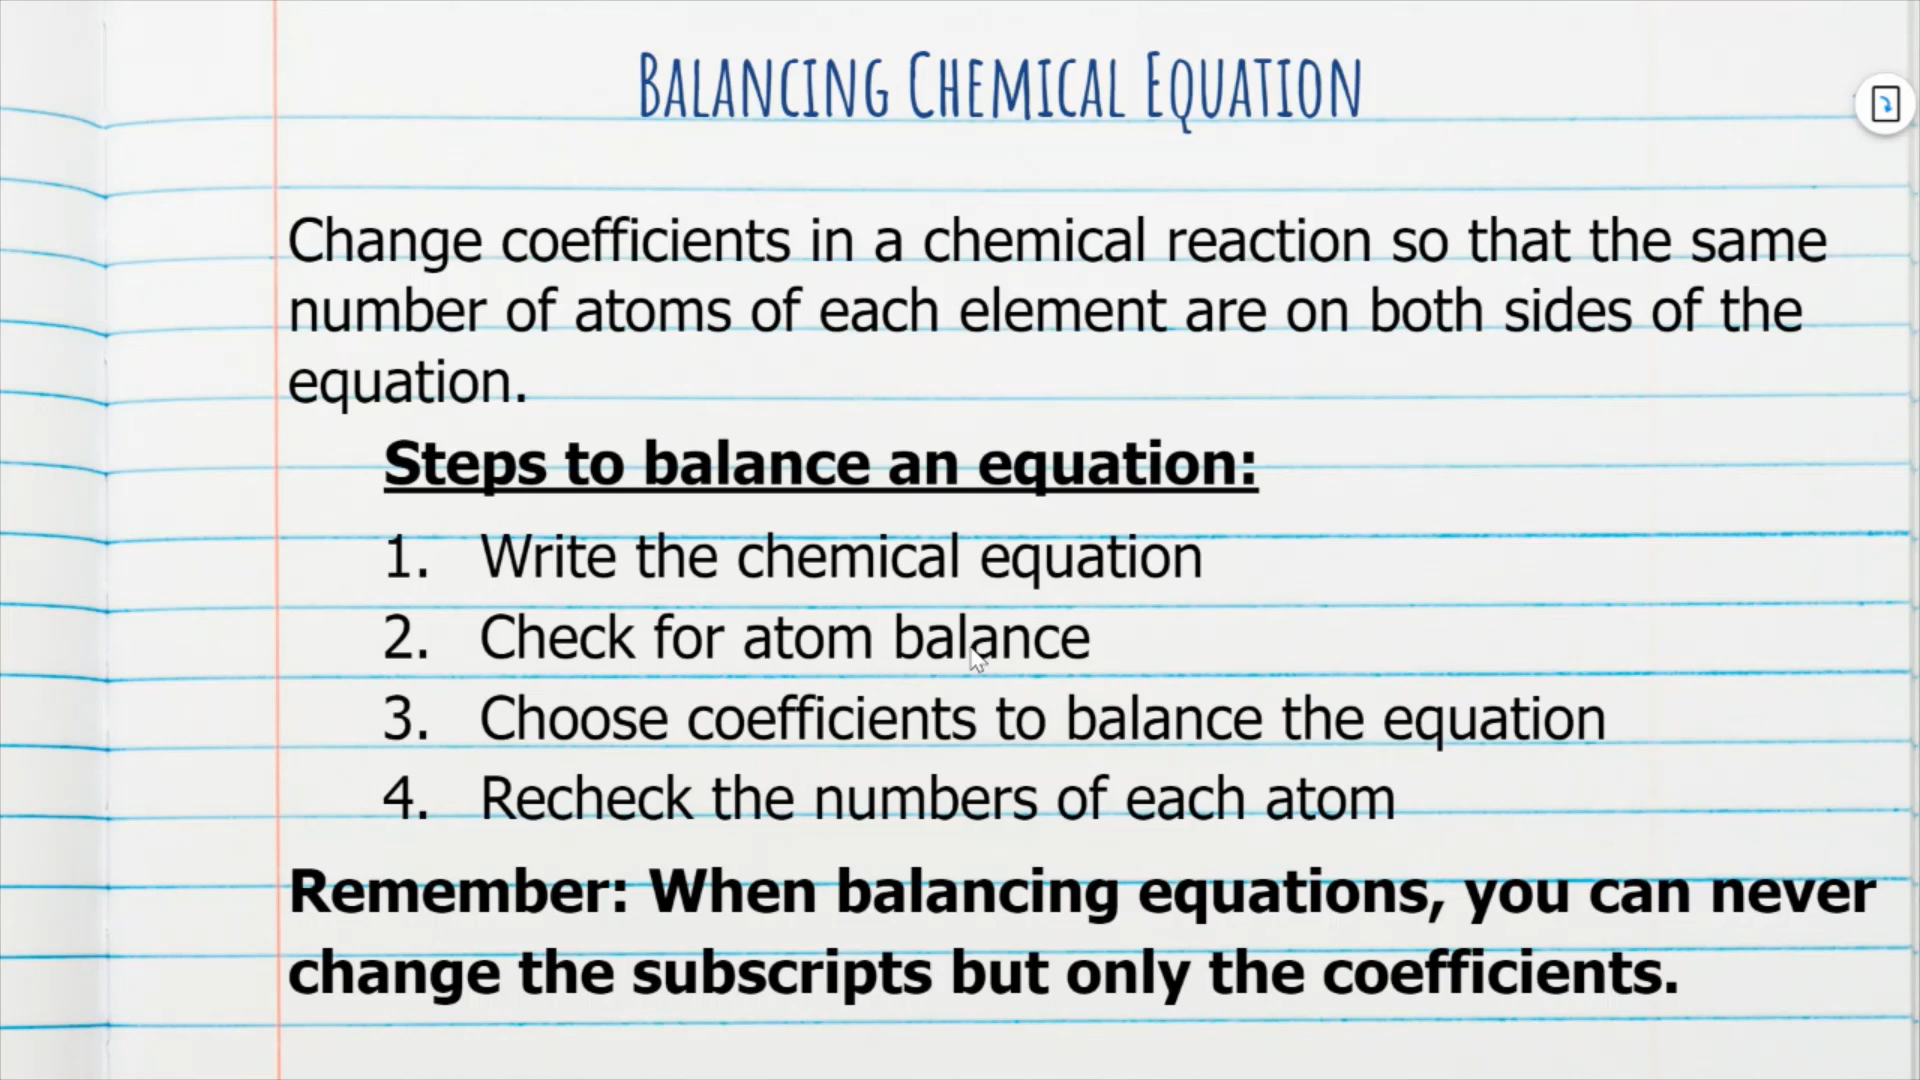 BALANCING CHEMICAL EQUATION
Change coefficients in a chemical reaction so that the same
number of atoms of each element are on both sides of the
equation.
Steps to balance an equation:
1. Write the chemical equation
2. Check for atom balance
3. Choose coefficients to balance the equation
4. Recheck the numbers of each atom
Remember: When balancing equations, you can never
change the subscripts but only the coefficients.